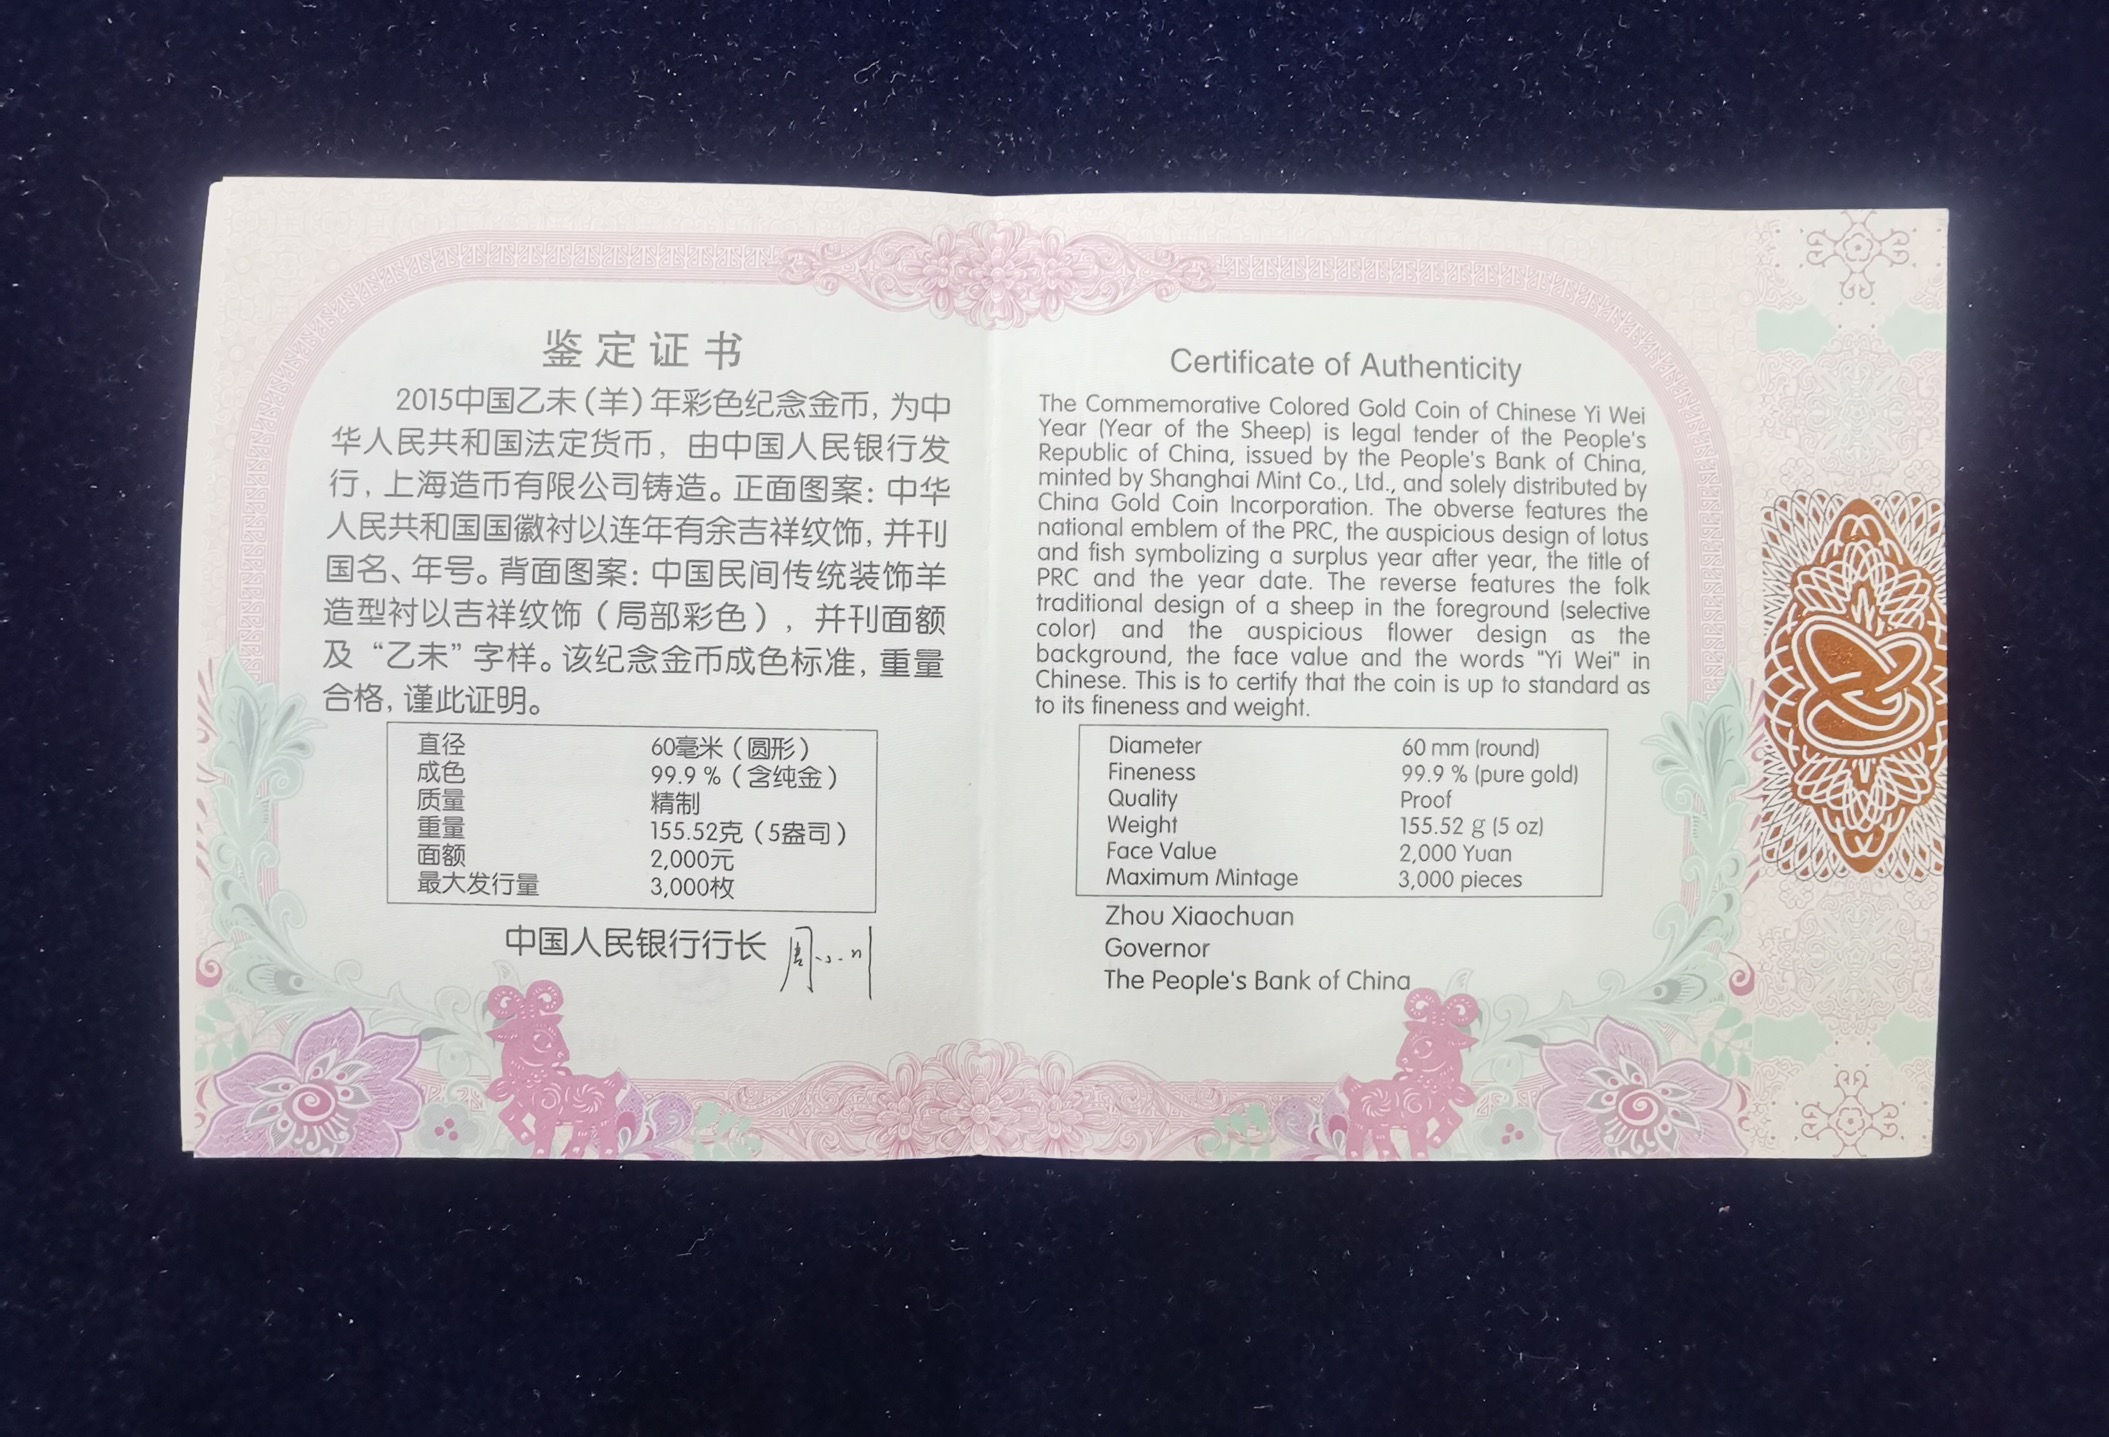 鉴定证书
2015中国乙未(羊)年彩色纪念金币,为中
华人民共和国法定货币,由中国人民银行发
行,上海造币有限公司铸造。正面图案:中华
人民共和国国徽衬以连年有余吉祥纹饰,并刊
国名、年号。背面图案:中国民间传统装饰羊
造型衬以吉祥纹饰(局部彩色),并刊面额
及“乙未”字样。该纪念金币成色标准,重量
合格,谨此证明。
直径 60毫米(圆形)
成色 99.9 %(含纯金)
质量 精制
重量 155.52克(5盎司)
面额 2,000元
最大发行量 3,000枚
中国人民银行行长 周小川
Certificate of Authenticity
The Commemorative Colored Gold Coin of Chinese Yi Wei
Year (Year of the Sheep) is legal tender of the People's
Republic of China, issued by the People's Bank of China,
minted by Shanghai Mint Co., Ltd., and solely distributed by
China Gold Coin Incorporation. The obverse features the
national emblem of the PRC, the auspicious design of lotus
and fish symbolizing a surplus year after year, the title of
PRC and the year date. The reverse features the folk
traditional design of a sheep in the foreground (selective
color) and the auspicious flower design as the
background, the face value and the words "Yi Wei" in
Chinese. This is to certify that the coin is up to standard as
to its fineness and weight.
Diameter 60 mm (round)
Fineness 99.9 % (pure gold)
Quality Proof
Weight 155.52 g (5 oz)
Face Value 2,000 Yuan
Maximum Mintage 3,000 pieces
Zhou Xiaochuan
Governor
The People's Bank of China